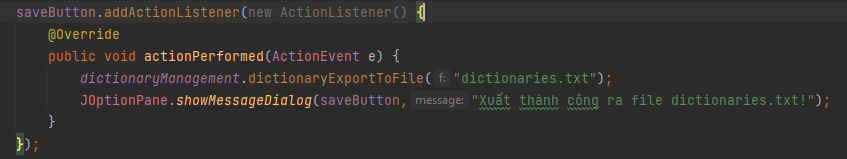 saveButton.addActionListener(new ActionListener() {
@Override
public void actionPerformed(ActionEvent e) {
dictionaryManagement.dictionaryExportToFile( f: "dictionaries.txt");
JOptionPane.showMessageDialog(saveButton, message: "Xuất thành công ra file dictionaries.txt!");
}
});